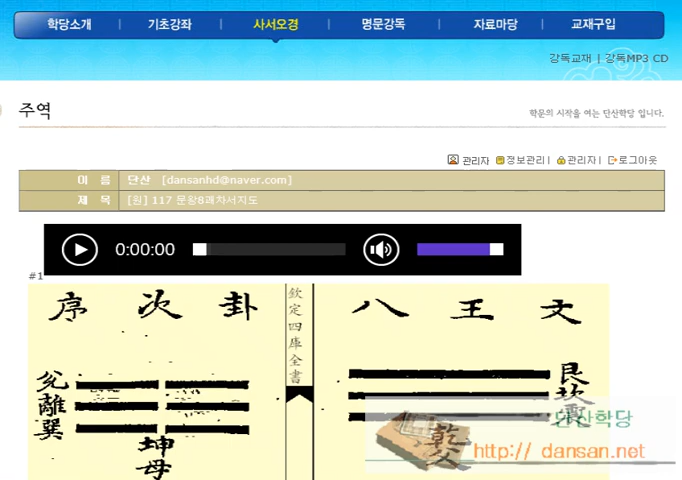 학당소개 | 기초강좌 | 사서오경 | 명문강독 | 자료마당 | 교재구입
강독교재 | 강독MP3 CD
주역
학문의 시작을 여는 단산학당 입니다.
관리자 정보관리 | 관리자 | 로그아웃
이 름 단산 [dansanhd@naver.com]
제 목 [원] 117 문왕8괘차서지도
0:00:00
#1
序 次 卦 欽定四庫全書 八 王 文
兌離巽
坤母
艮坎
乾父
단산학당
http:// dansan.net